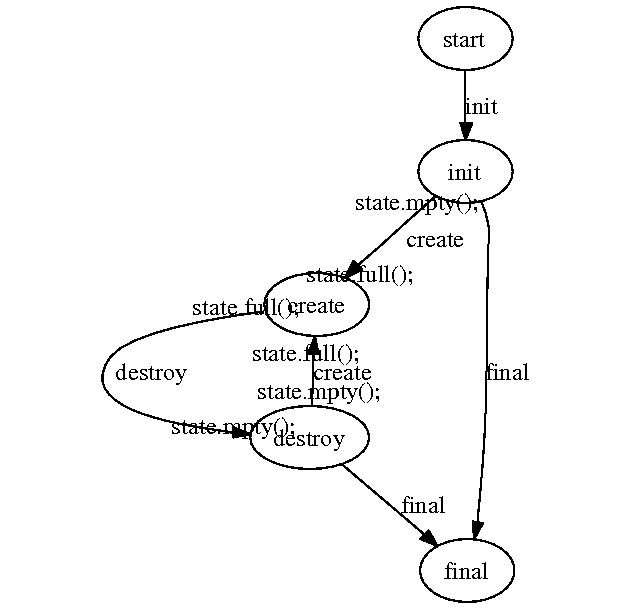 start
init
init
state.mpty();
create
state.full();
create
state.full();
state.full();
destroy
create
final
state.mpty();
state.mpty();
destroy
final
final